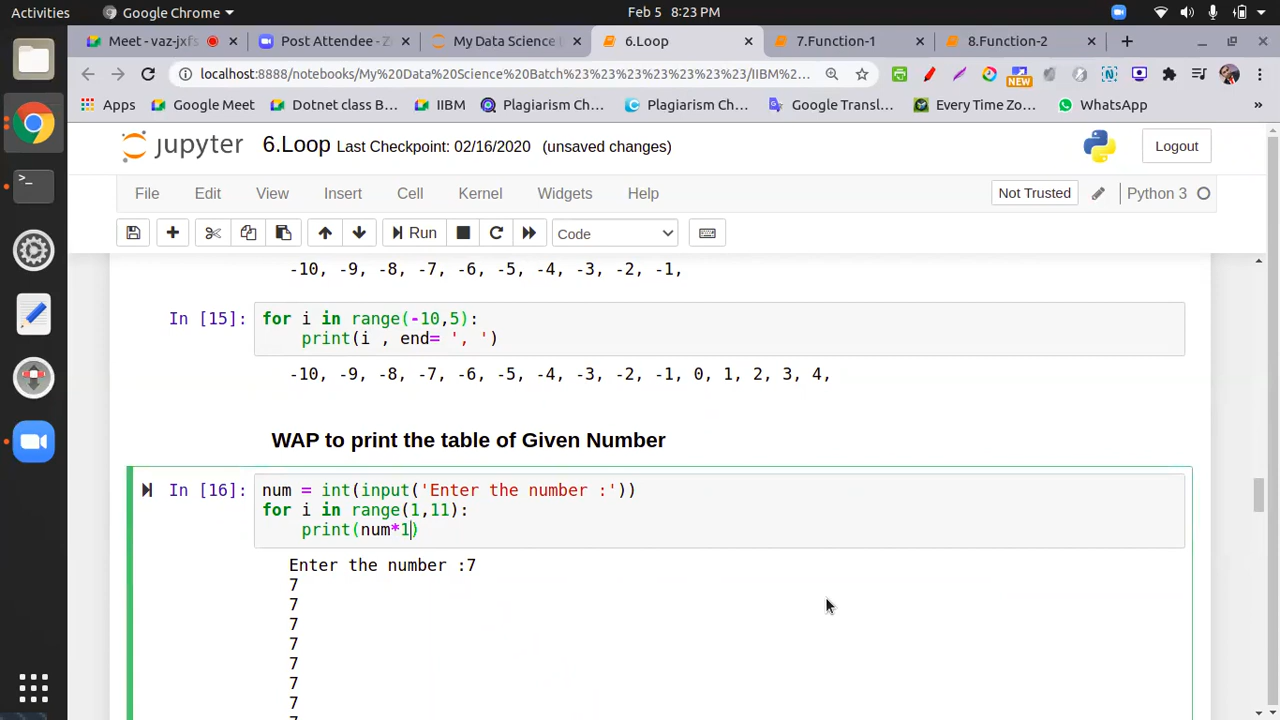 Activities
Google Chrome
Feb 5 8:23 PM
Meet - vaz-jxfs
Post Attendee - Z
My Data Science
6.Loop
7.Function-1
8.Function-2
localhost:8888/notebooks/My%20Data%20Science%20Batch%23%23%23%23%23%23%23/IIBM%2...
NEW
Apps
Google Meet
Dotnet class B...
IIBM
Plagiarism Ch...
Plagiarism Ch...
Google Transl...
Every Time Zo...
WhatsApp
»
jupyter
6.Loop Last Checkpoint: 02/16/2020 (unsaved changes)
Logout
File
Edit
View
Insert
Cell
Kernel
Widgets
Help
Not Trusted
Python 3
Run
Code
-10, -9, -8, -7, -6, -5, -4, -3, -2, -1,
In [15]:
for i in range(-10,5):
print(i , end= ', ')
-10, -9, -8, -7, -6, -5, -4, -3, -2, -1, 0, 1, 2, 3, 4,
WAP to print the table of Given Number
In [16]:
num = int(input('Enter the number :'))
for i in range(1,11):
print(num*1)
Enter the number :7
7
7
7
7
7
7
7